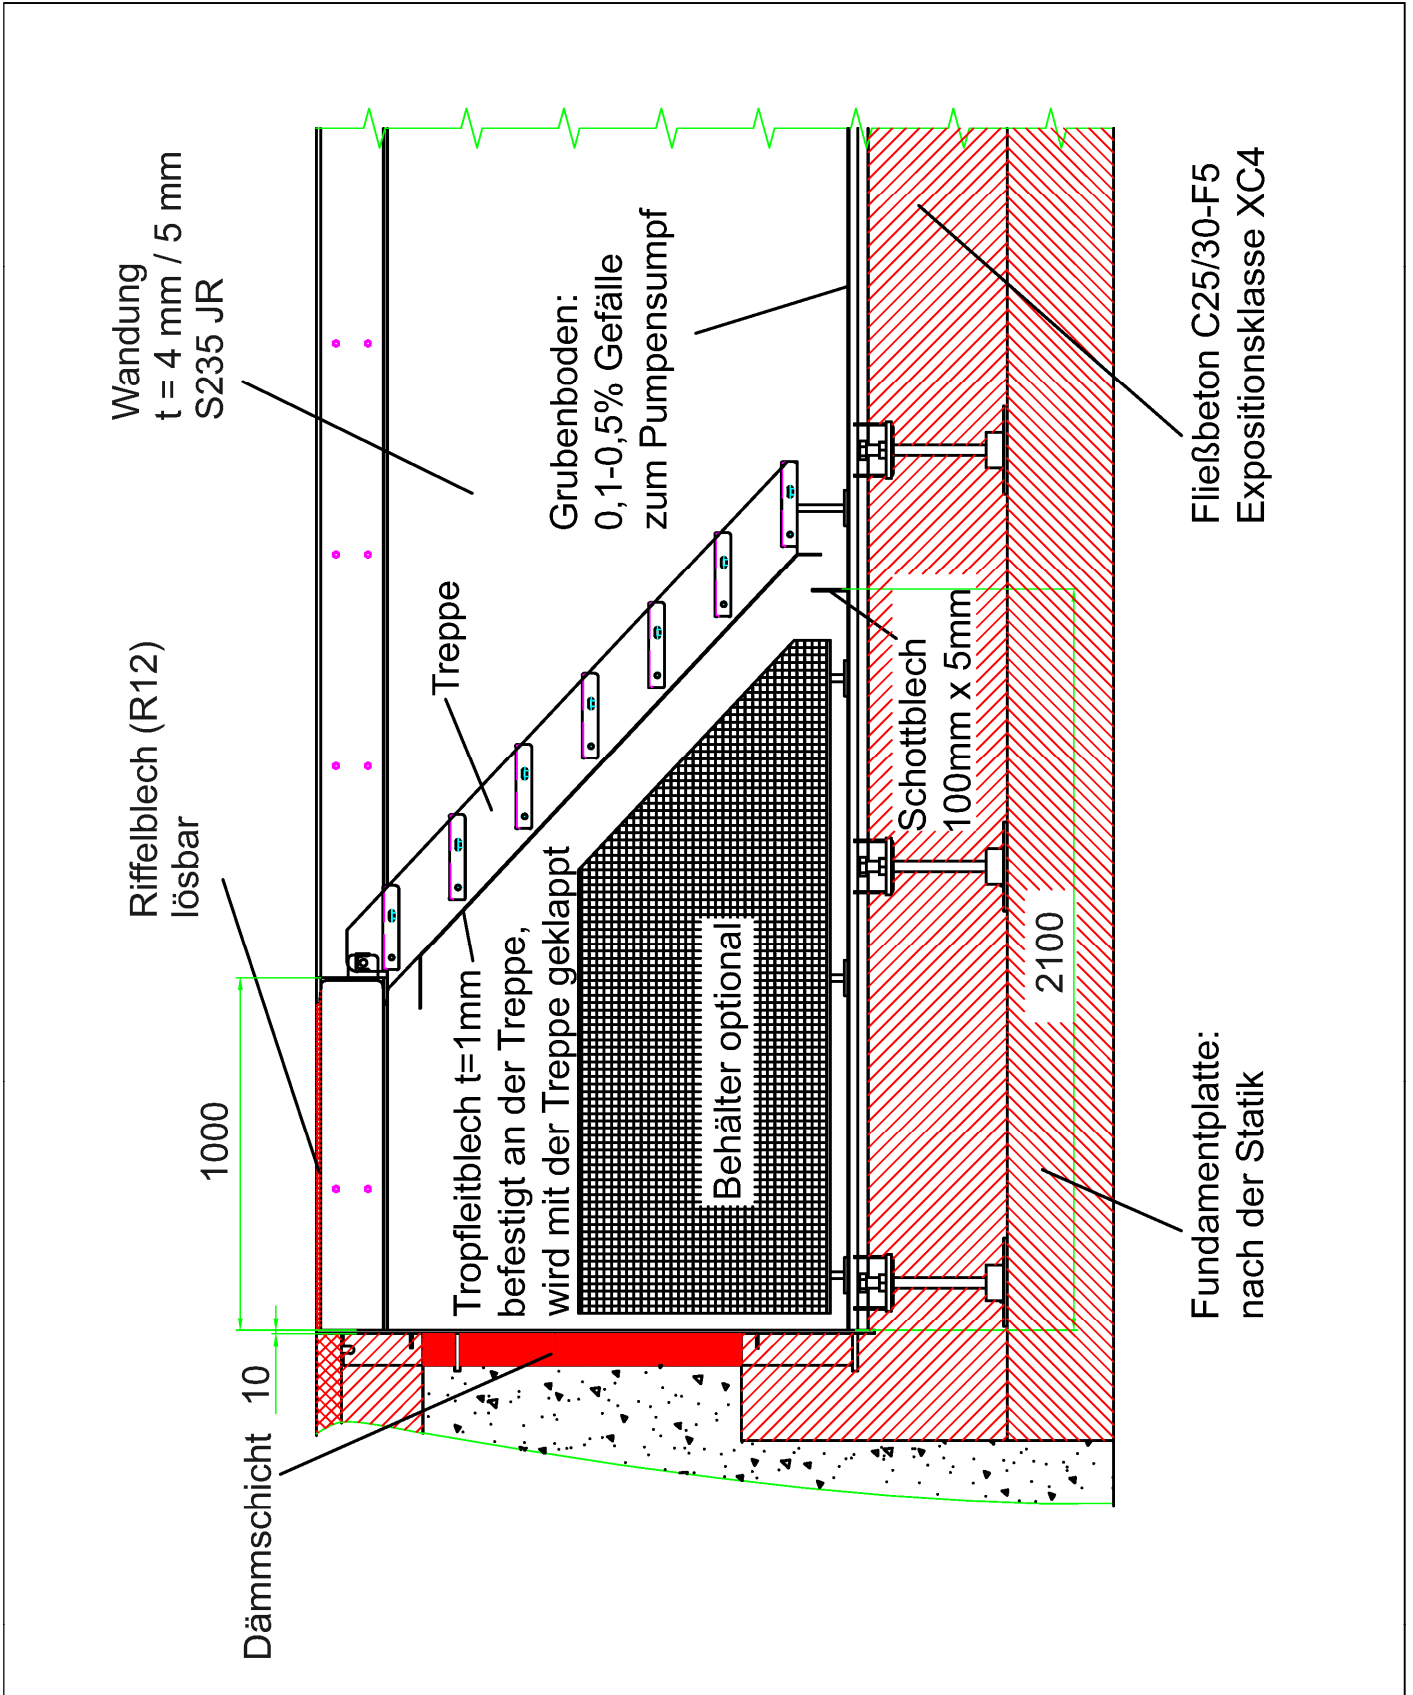 Wandung
t = 4 mm / 5 mm
S235 JR
Riffelblech (R12)
lösbar
1000
10
Dämmschicht
Treppe
Grubenboden:
0,1-0,5% Gefälle
zum Pumpensumpf
Tropfleitblech t=1mm
befestigt an der Treppe,
wird mit der Treppe geklappt
Behälter optional
Schottblech
100mm x 5mm
2100
Fundamentplatte:
nach der Statik
Fließbeton C25/30-F5
Expositionsklasse XC4